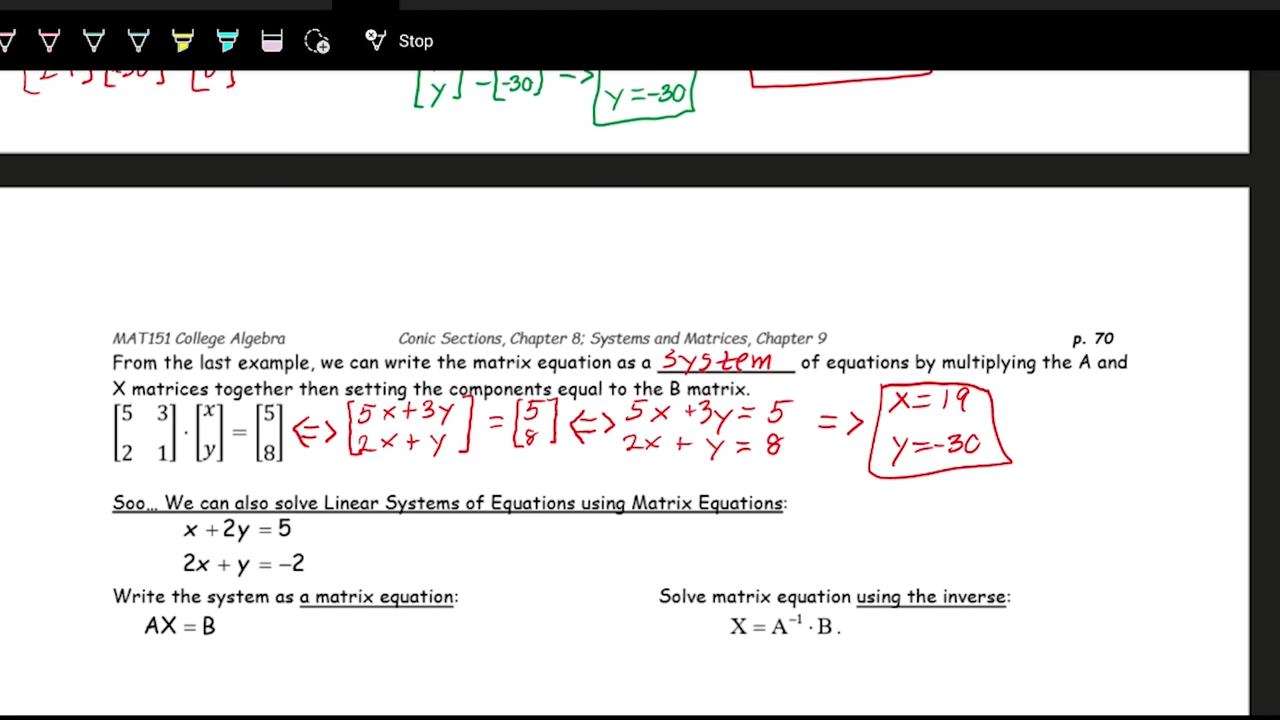 Stop
[y] = [-30] => y = -30
MAT151 College Algebra Conic Sections, Chapter 8; Systems and Matrices, Chapter 9 p. 70
From the last example, we can write the matrix equation as a system of equations by multiplying the A and
X matrices together then setting the components equal to the B matrix.
[5 3] · [x] = [5] <=> [5x+3y] = [5] <=> 5x+3y = 5 => x = 19
[2 1] [y] [8] [2x+y] [8] 2x + y = 8 y = -30
Soo... We can also solve Linear Systems of Equations using Matrix Equations:
x + 2y = 5
2x + y = -2
Write the system as a matrix equation: Solve matrix equation using the inverse:
AX = B X = A⁻¹ · B.